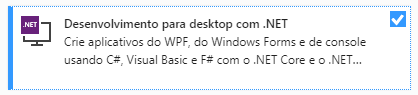 .NET
Desenvolvimento para desktop com .NET
Crie aplicativos do WPF, do Windows Forms e de console
usando C#, Visual Basic e F# com o .NET Core e o .NET...